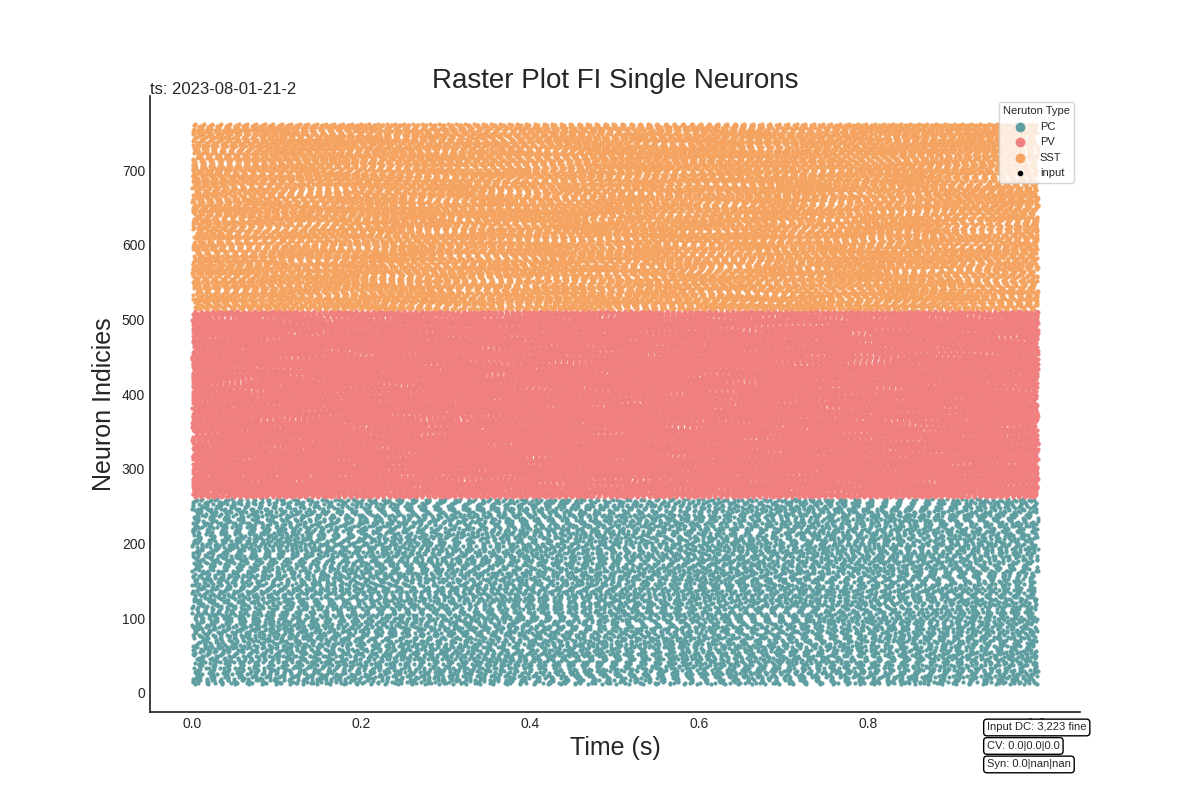 Raster Plot FI Single Neurons
ts: 2023-08-01-21-2
Neruton Type
PC
PV
SST
input
Neuron Indicies
700
600
500
400
300
200
100
0
0.0 0.2 0.4 0.6 0.8
Time (s)
Input DC: 3,223 fine
CV: 0.0|0.0|0.0
Syn: 0.0|nan|nan